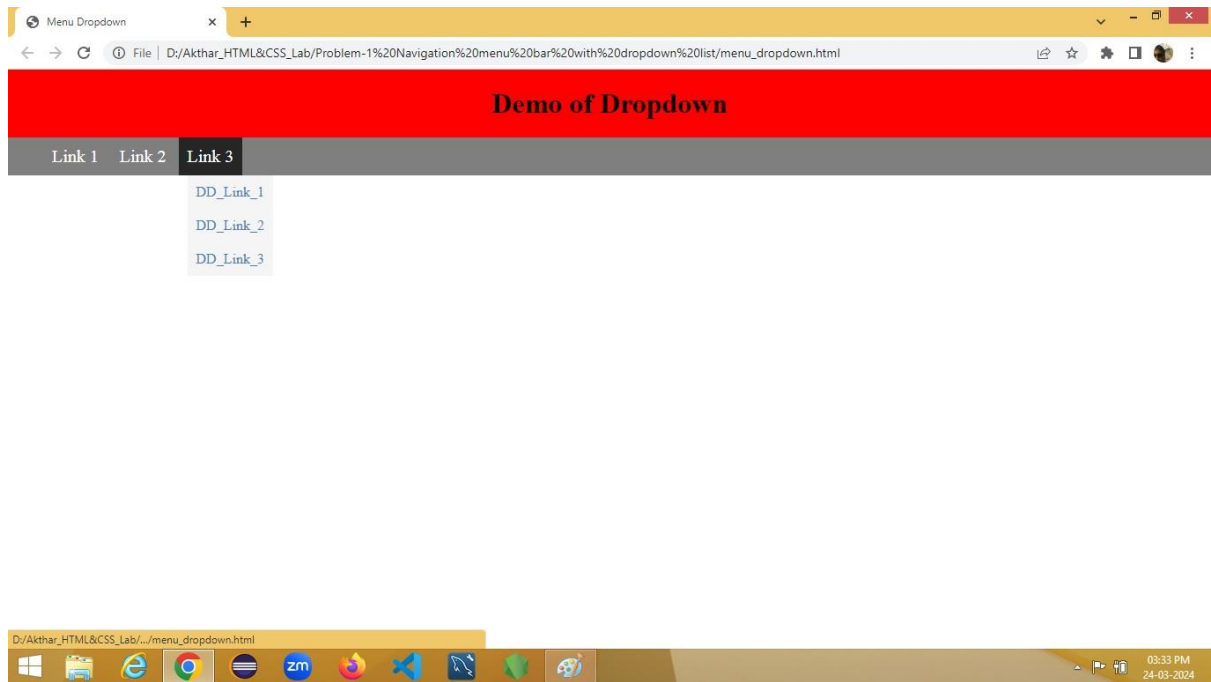 Menu Dropdown
File | D:/Akthar_HTML&CSS_Lab/Problem-1%20Navigation%20menu%20bar%20with%20dropdown%20list/menu_dropdown.html
Demo of Dropdown
Link 1 Link 2 Link 3
DD_Link_1
DD_Link_2
DD_Link_3
D:/Akthar_HTML&CSS_Lab/.../menu_dropdown.html
zm
03:33 PM
24-03-2024